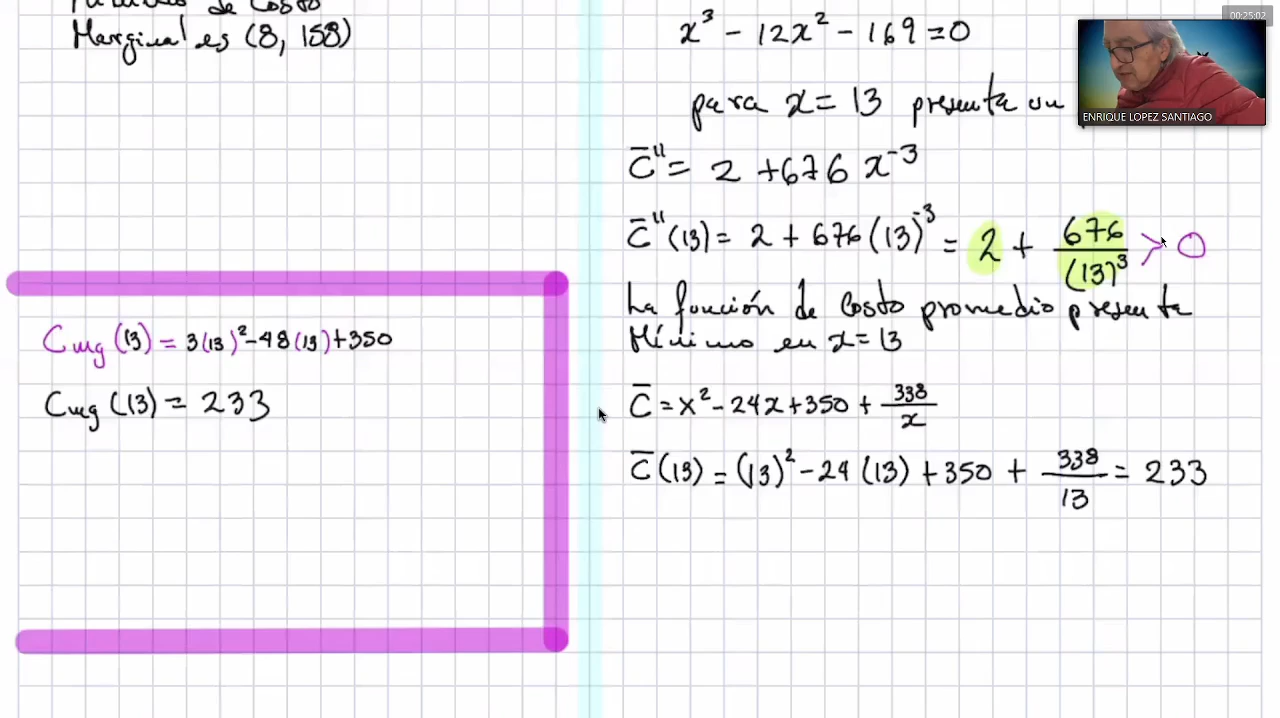 de Costo
Marginal es (8, 158)
Cmg (13) = 3(13)²-48(13)+350
Cmg (13) = 233
x³ - 12x² - 169 = 0
para x = 13 presenta un
C̄'' = 2 + 676 x⁻³
C̄''(13) = 2 + 676 (13)⁻³ = 2 + 676/(13)³ > 0
La función de Costo promedio presenta
Mínimo en x = 13
C̄ = x² - 24x + 350 + 338/x
C̄ (13) = (13)² - 24 (13) + 350 + 338/13 = 233
00:25:02
ENRIQUE LOPEZ SANTIAGO